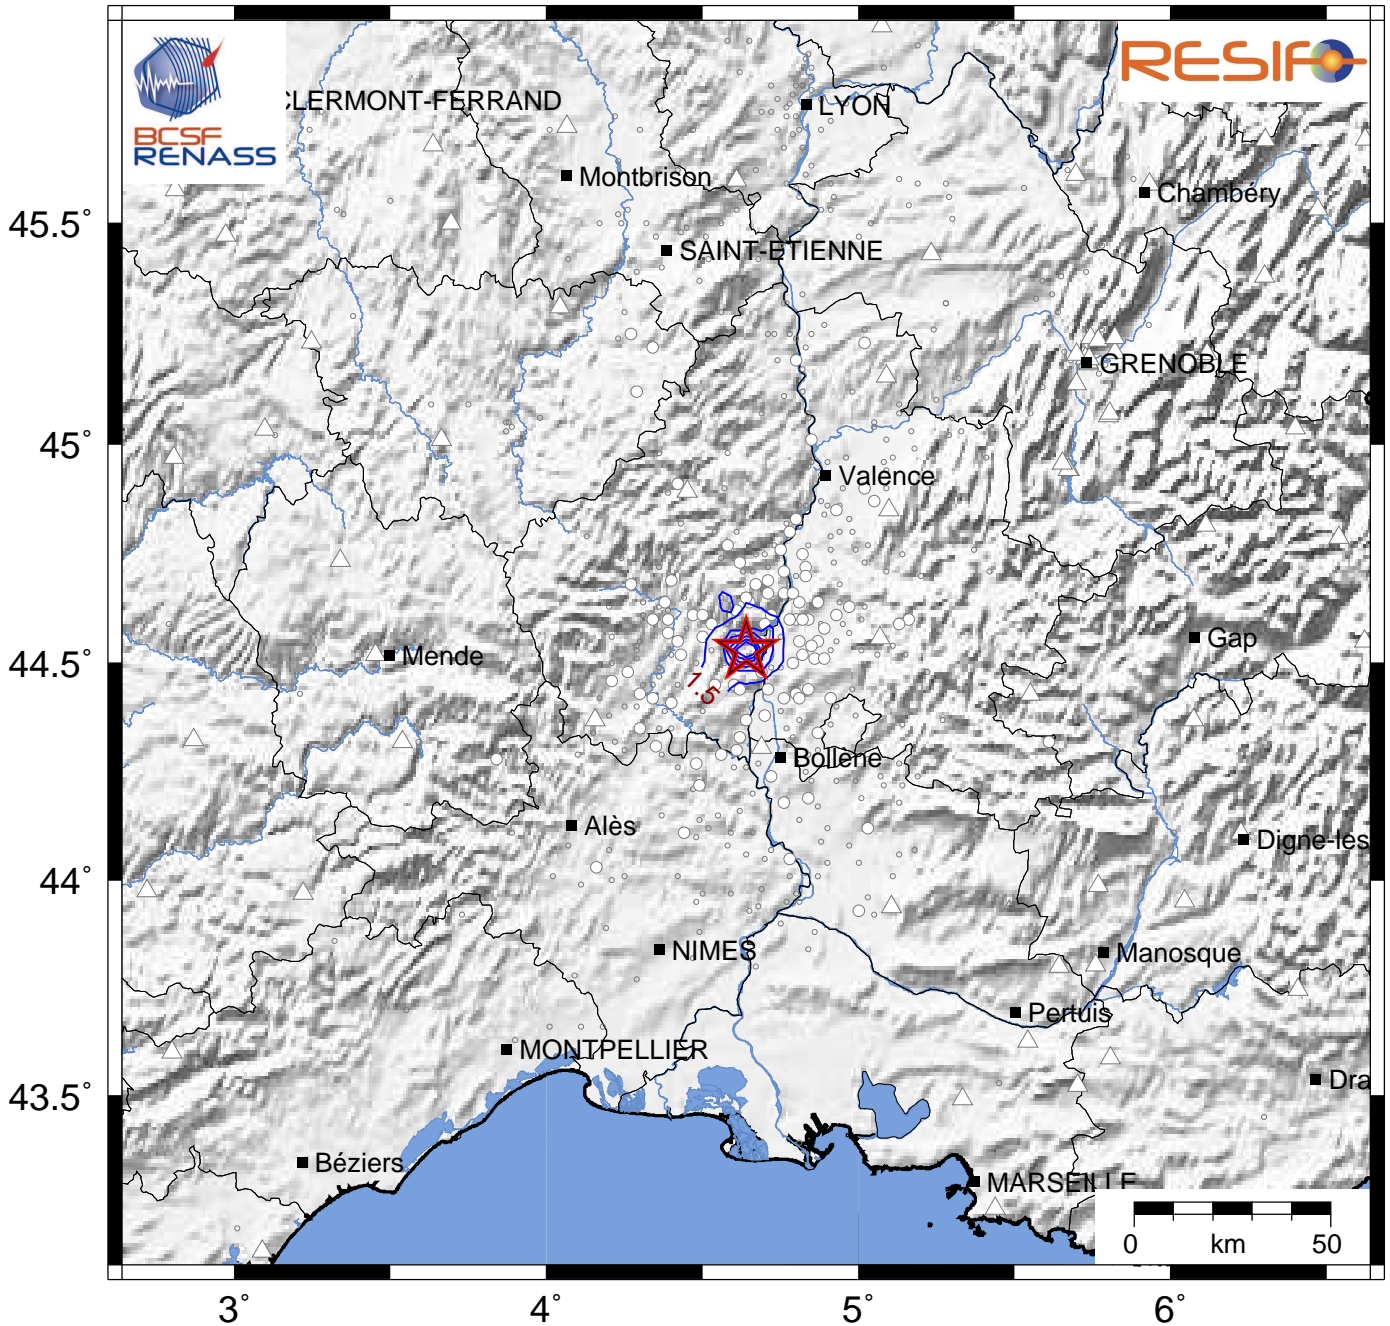 BCSF
RENASS
RESIF
CLERMONT-FERRAND
LYON
Montbrison
Chambéry
45.5°
SAINT-ETIENNE
GRENOBLE
45°
Valence
Gap
44.5°
Mende
1.5
Bollène
Alès
Digne-les
44°
NIMES
Manosque
Pertuis
MONTPELLIER
43.5°
Dra
Béziers
MARSEILLE
0 km 50
3° 4° 5° 6°